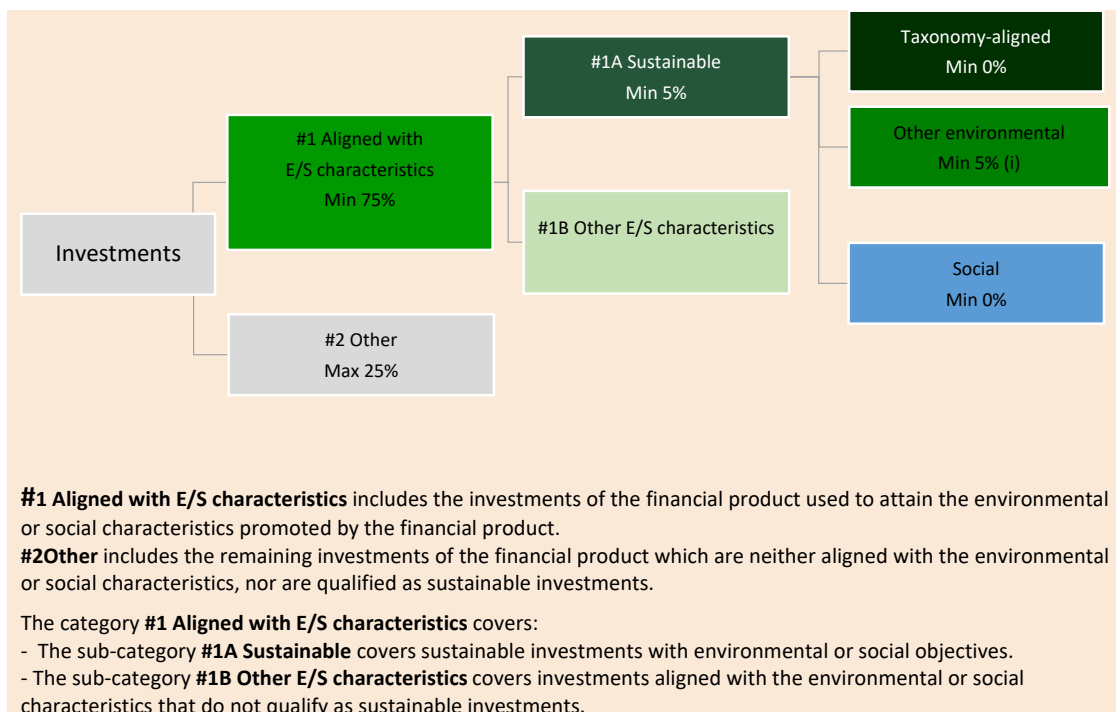 Investments
#1 Aligned with
E/S characteristics
Min 75%
#2 Other
Max 25%
#1A Sustainable
Min 5%
#1B Other E/S characteristics
Taxonomy-aligned
Min 0%
Other environmental
Min 5% (i)
Social
Min 0%
#1 Aligned with E/S characteristics includes the investments of the financial product used to attain the environmental
or social characteristics promoted by the financial product.
#2Other includes the remaining investments of the financial product which are neither aligned with the environmental
or social characteristics, nor are qualified as sustainable investments.
The category #1 Aligned with E/S characteristics covers:
- The sub-category #1A Sustainable covers sustainable investments with environmental or social objectives.
- The sub-category #1B Other E/S characteristics covers investments aligned with the environmental or social
characteristics that do not qualify as sustainable investments.